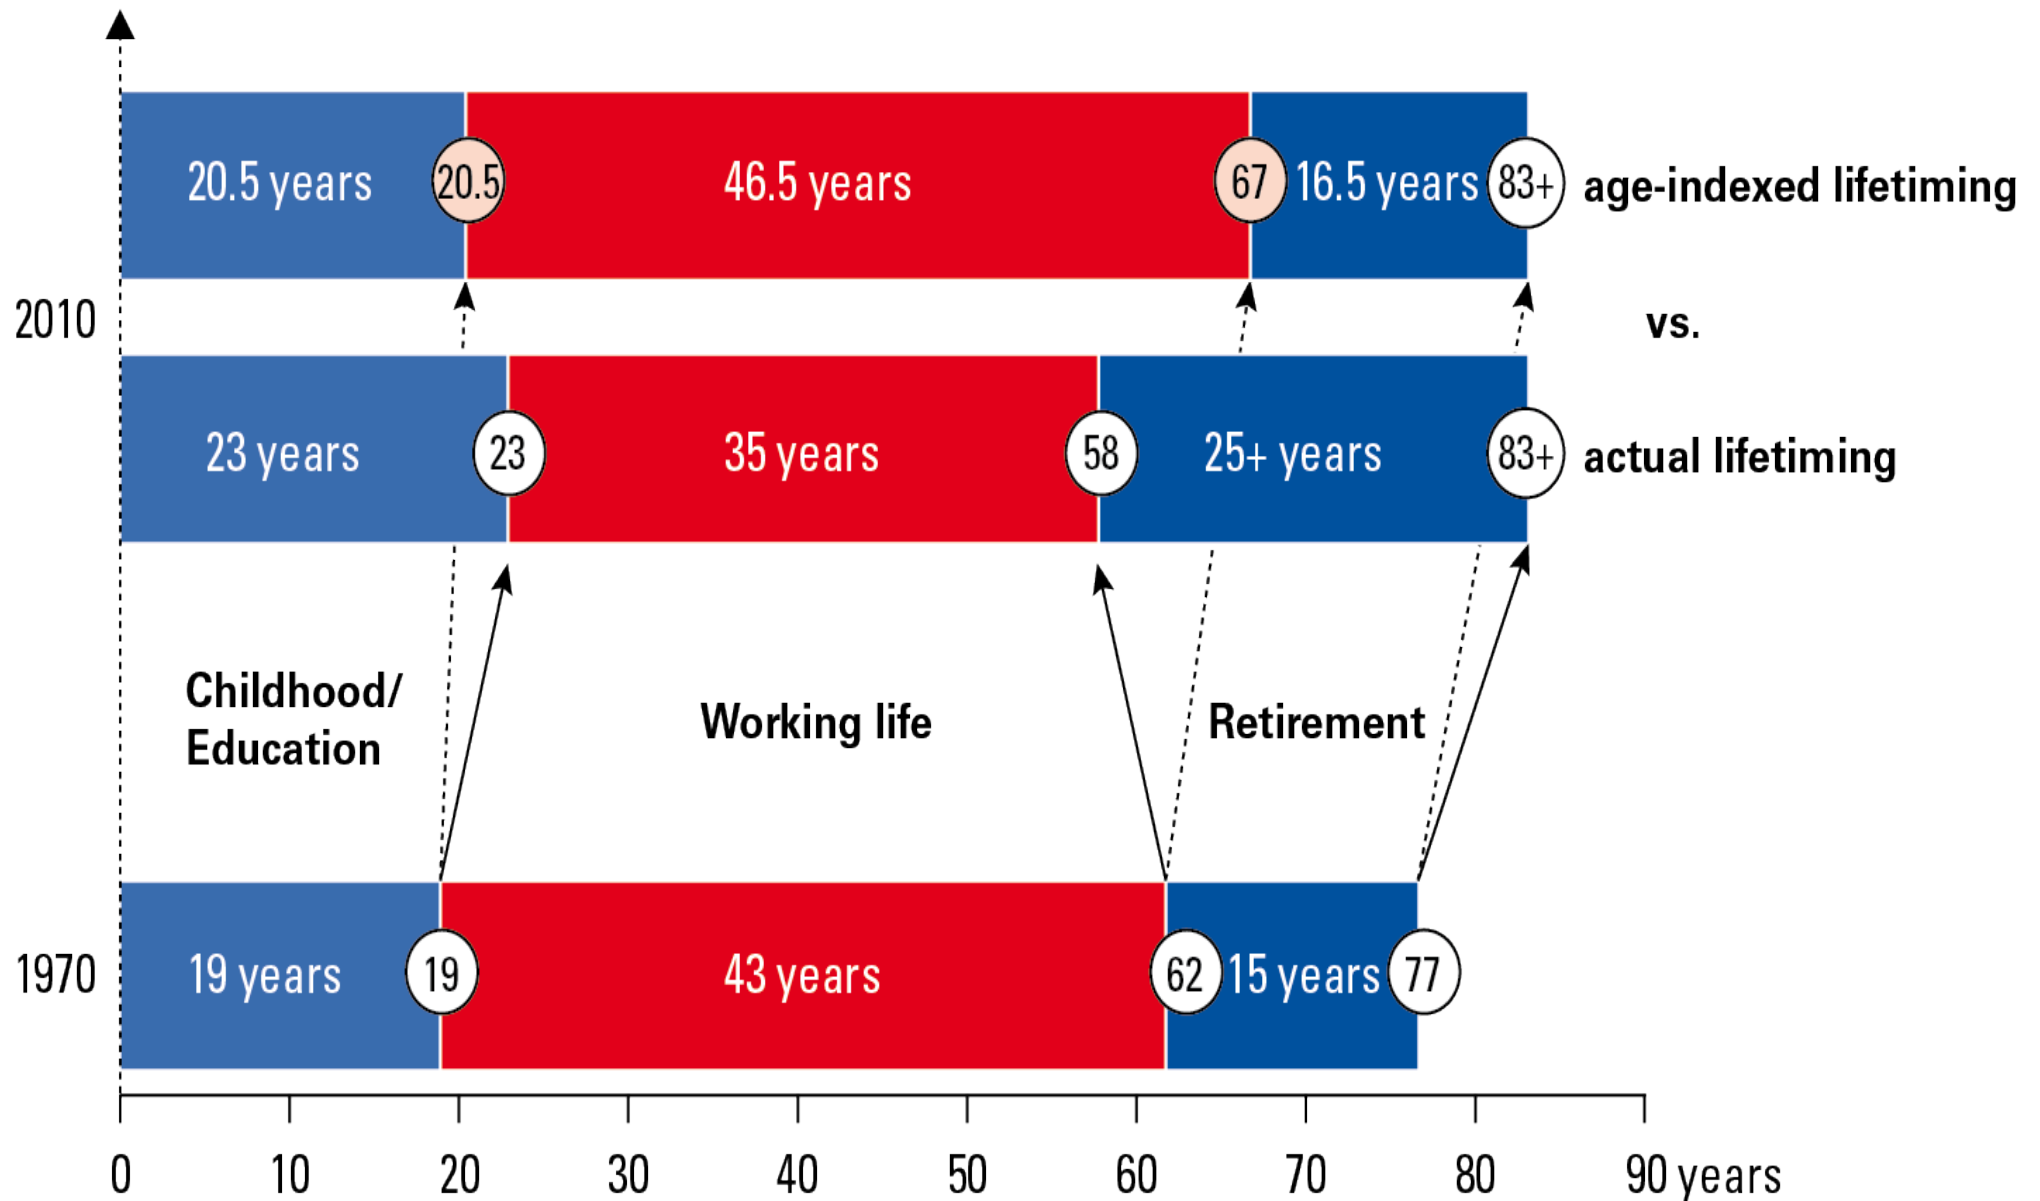 20.5 years
20.5
46.5 years
67
16.5 years
83+
age-indexed lifetiming
2010
vs.
23 years
23
35 years
58
25+ years
83+
actual lifetiming
Childhood/
Education
Working life
Retirement
1970
19 years
19
43 years
62
15 years
77
0 10 20 30 40 50 60 70 80 90 years